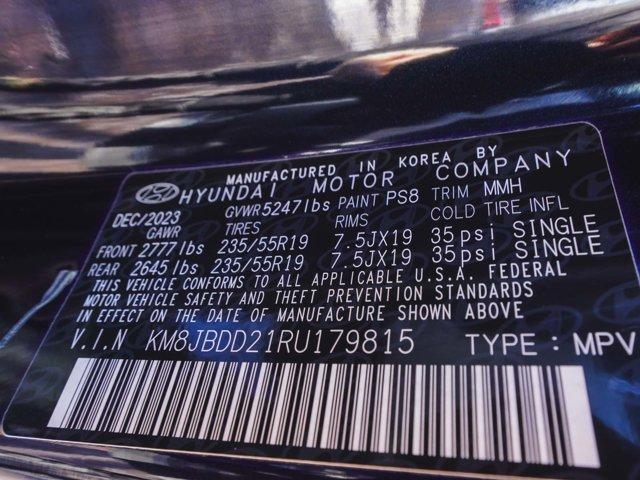 MANUFACTURED IN KOREA BY
HYUNDAI MOTOR COMPANY
DEC/2023 GVWR 5247lbs PAINT PS8 TRIM MMH
GAWR TIRES RIMS COLD TIRE INFL
FRONT 2777lbs 235/55R19 7.5JX19 35psi SINGLE
REAR 2645lbs 235/55R19 7.5JX19 35psi SINGLE
THIS VEHICLE CONFORMS TO ALL APPLICABLE U.S.A. FEDERAL
MOTOR VEHICLE SAFETY AND THEFT PREVENTION STANDARDS
IN EFFECT ON THE DATE OF MANUFACTURE SHOWN ABOVE
V.I.N KM8JBDD21RU179815 TYPE : MPV